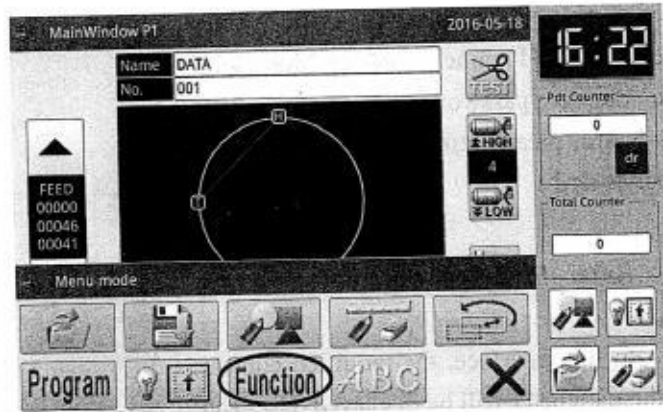 MainWindow P1
2016-05-18
16:22
Name DATA
No. 001
TEST
H
HIGH
4
LOW
T
FEED
00000
00046
00041
Pdt Counter
0
clr
Total Counter
0
Menu mode
Program
Function
ABC